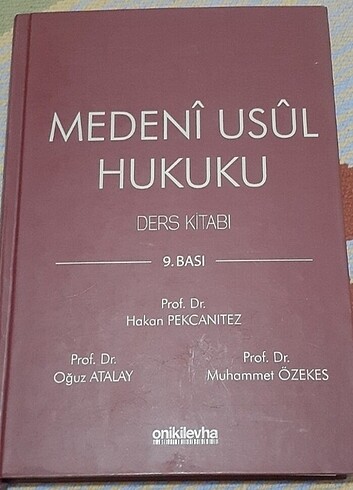 MEDENÎ USÛL
HUKUKU
DERS KİTABI
9. BASI
Prof. Dr.
Hakan PEKCANITEZ
Prof. Dr.
Oğuz ATALAY
Prof. Dr.
Muhammet ÖZEKES
onikilevha